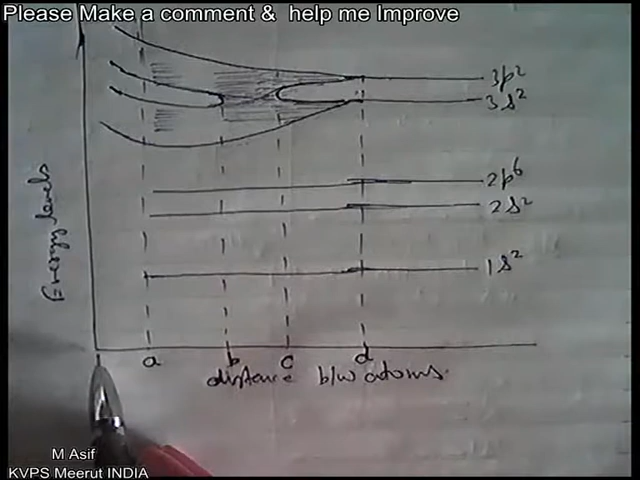 Please Make a comment & help me Improve
3p²
3s²
2p⁶
2s²
1s²
Energy levels
a b c d
distance b/w atoms.
M Asif
KVPS Meerut INDIA